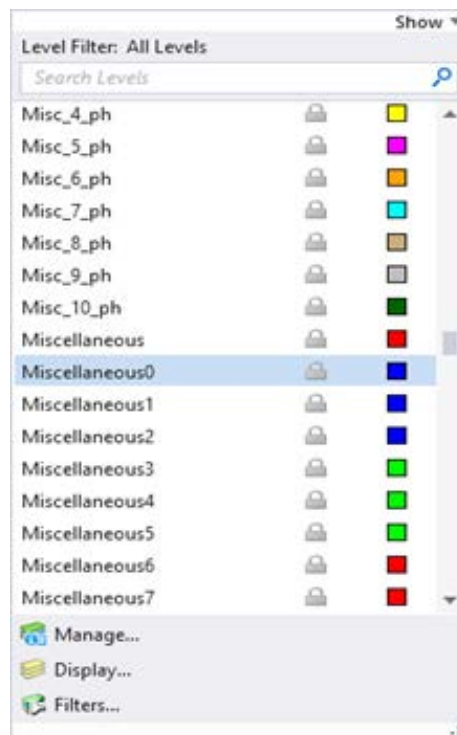 Show
Level Filter: All Levels
Search Levels
Misc_4_ph
Misc_5_ph
Misc_6_ph
Misc_7_ph
Misc_8_ph
Misc_9_ph
Misc_10_ph
Miscellaneous
Miscellaneous0
Miscellaneous1
Miscellaneous2
Miscellaneous3
Miscellaneous4
Miscellaneous5
Miscellaneous6
Miscellaneous7
Manage...
Display...
Filters...